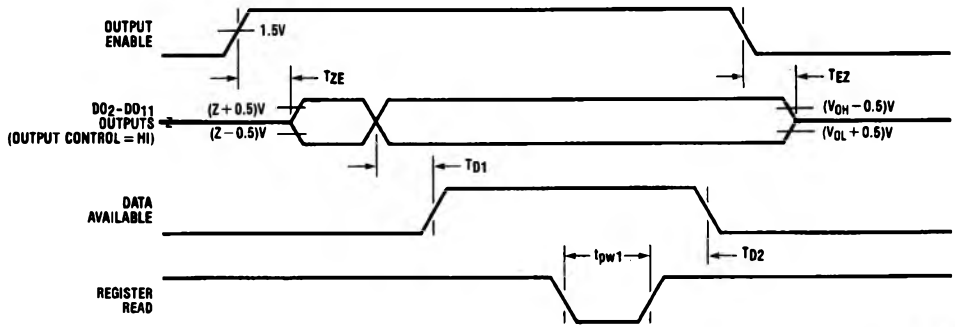 OUTPUT
ENABLE
1.5V
TZE
TEZ
DO2-DO11
OUTPUTS Z
(OUTPUT CONTROL = HI)
(Z + 0.5)V
(Z − 0.5)V
(VOH − 0.5)V
(VOL + 0.5)V
TD1
DATA
AVAILABLE
TD2
tpw1
REGISTER
READ